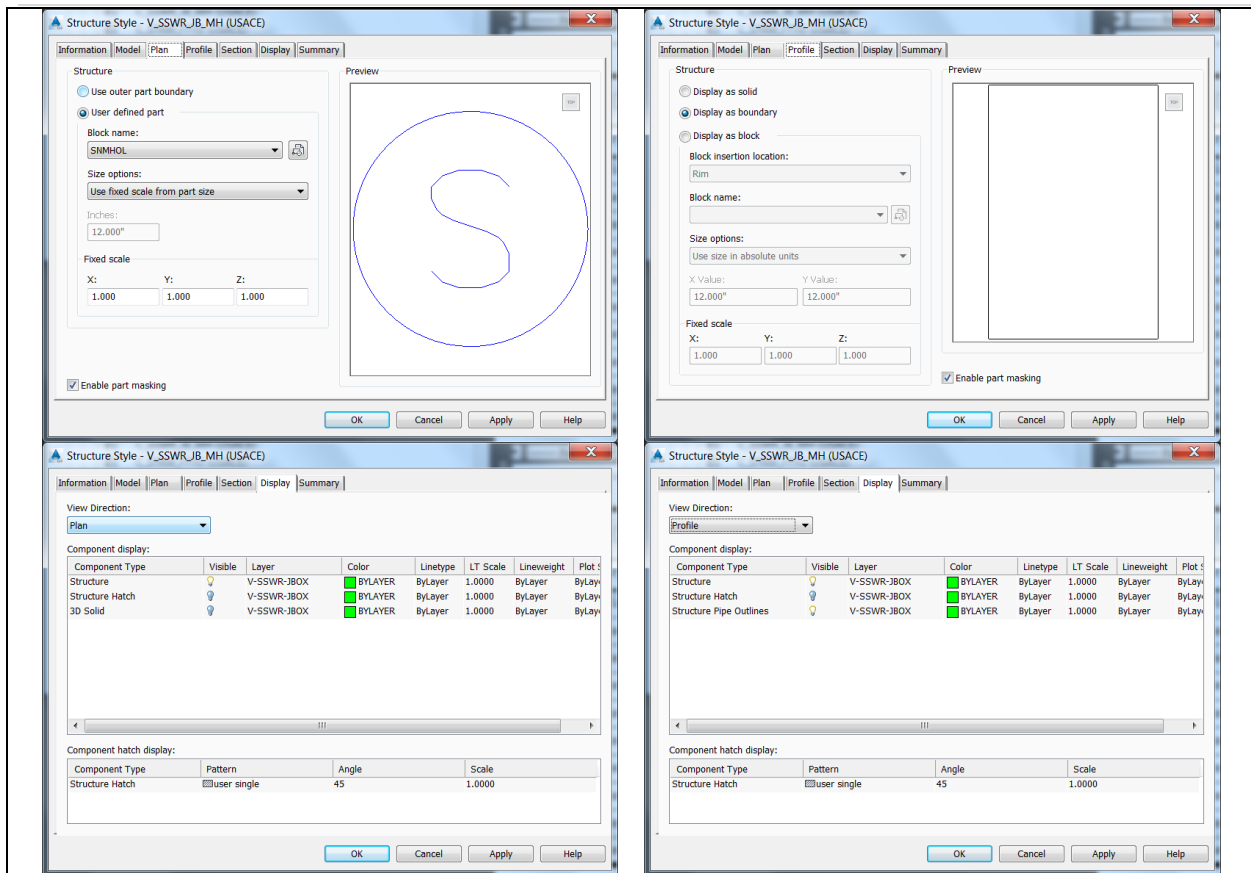 Structure Style - V_SSWR_JB_MH (USACE)
Information Model Plan Profile Section Display Summary
Structure
Use outer part boundary
User defined part
Block name:
SNMHOL
Size options:
Use fixed scale from part size
Inches:
12.000"
Fixed scale
X: Y: Z:
1.000 1.000 1.000
Enable part masking
Preview
TOP
OK Cancel Apply Help
Structure Style - V_SSWR_JB_MH (USACE)
Information Model Plan Profile Section Display Summary
Structure
Display as solid
Display as boundary
Display as block
Block insertion location:
Rim
Block name:
Size options:
Use size in absolute units
X Value: Y Value:
12.000" 12.000"
Fixed scale
X: Y: Z:
1.000 1.000 1.000
Preview
TOP
Enable part masking
OK Cancel Apply Help
Structure Style - V_SSWR_JB_MH (USACE)
Information Model Plan Profile Section Display Summary
View Direction:
Plan
Component display:
Component Type Visible Layer Color Linetype LT Scale Lineweight Plot S
Structure V-SSWR-JBOX BYLAYER ByLayer 1.0000 ByLayer ByLay
Structure Hatch V-SSWR-JBOX BYLAYER ByLayer 1.0000 ByLayer ByLay
3D Solid V-SSWR-JBOX BYLAYER ByLayer 1.0000 ByLayer ByLay
Component hatch display:
Component Type Pattern Angle Scale
Structure Hatch user single 45 1.0000
OK Cancel Apply Help
Structure Style - V_SSWR_JB_MH (USACE)
Information Model Plan Profile Section Display Summary
View Direction:
Profile
Component display:
Component Type Visible Layer Color Linetype LT Scale Lineweight Plot S
Structure V-SSWR-JBOX BYLAYER ByLayer 1.0000 ByLayer ByLay
Structure Hatch V-SSWR-JBOX BYLAYER ByLayer 1.0000 ByLayer ByLay
Structure Pipe Outlines V-SSWR-JBOX BYLAYER ByLayer 1.0000 ByLayer ByLay
Component hatch display:
Component Type Pattern Angle Scale
Structure Hatch user single 45 1.0000
OK Cancel Apply Help